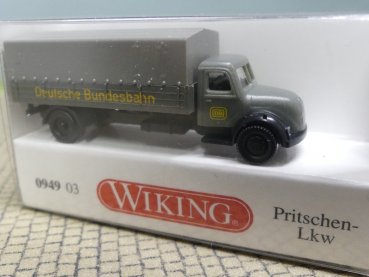 Deutsche Bundesbahn
DB
0949 03
WIKING
Pritschen-
Lkw